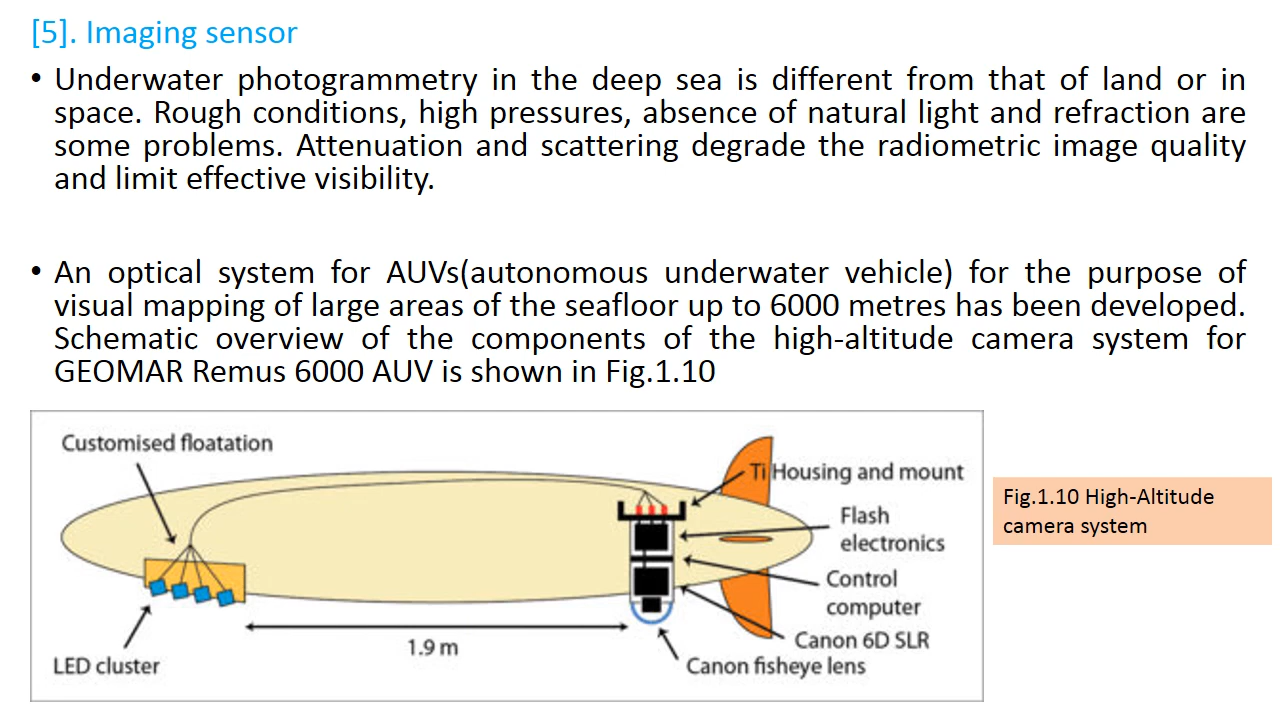 [5]. Imaging sensor
• Underwater photogrammetry in the deep sea is different from that of land or in
space. Rough conditions, high pressures, absence of natural light and refraction are
some problems. Attenuation and scattering degrade the radiometric image quality
and limit effective visibility.
• An optical system for AUVs(autonomous underwater vehicle) for the purpose of
visual mapping of large areas of the seafloor up to 6000 metres has been developed.
Schematic overview of the components of the high-altitude camera system for
GEOMAR Remus 6000 AUV is shown in Fig.1.10
Customised floatation
Ti Housing and mount
Flash
electronics
Control
computer
Canon 6D SLR
Canon fisheye lens
1.9 m
LED cluster
Fig.1.10 High-Altitude
camera system